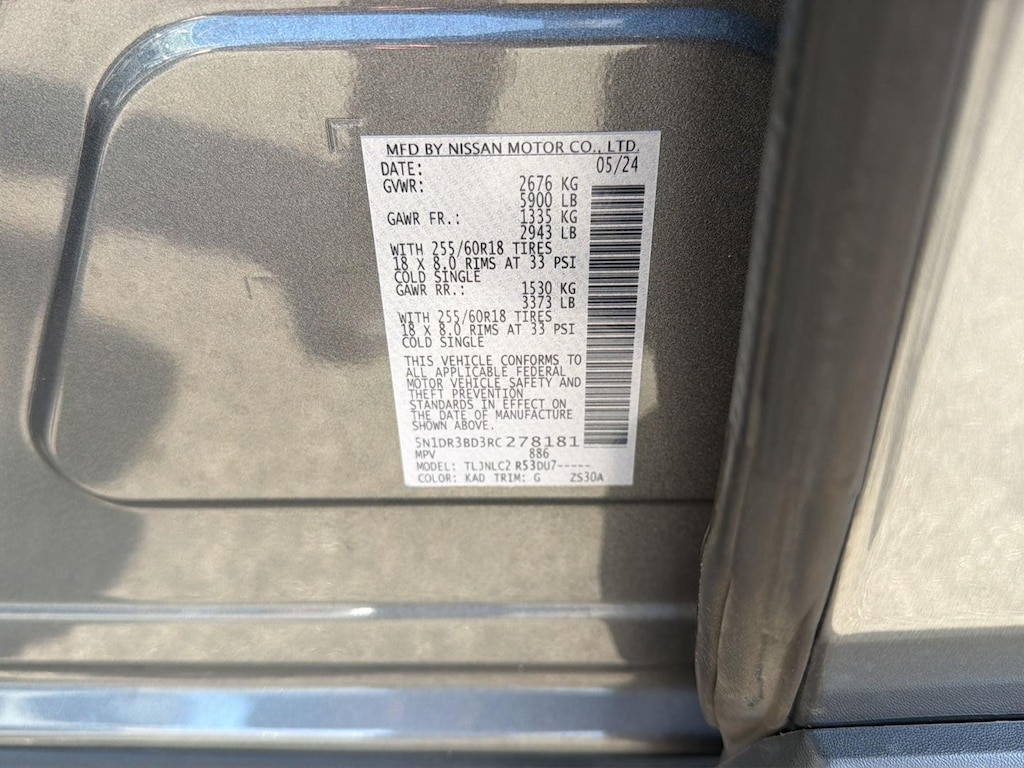 MFD BY NISSAN MOTOR CO., LTD.
DATE: 05/24
GVWR: 2676 KG
5900 LB
GAWR FR.: 1335 KG
2943 LB
WITH 255/60R18 TIRES
18 X 8.0 RIMS AT 33 PSI
COLD SINGLE
GAWR RR.: 1530 KG
3373 LB
WITH 255/60R18 TIRES
18 X 8.0 RIMS AT 33 PSI
COLD SINGLE
THIS VEHICLE CONFORMS TO
ALL APPLICABLE FEDERAL
MOTOR VEHICLE SAFETY AND
THEFT PREVENTION
STANDARDS IN EFFECT ON
THE DATE OF MANUFACTURE
SHOWN ABOVE.
5N1DR3BD3RC278181
MPV 886
MODEL: TLJNLC2 R53DU7-----
COLOR: KAD TRIM: G ZS30A